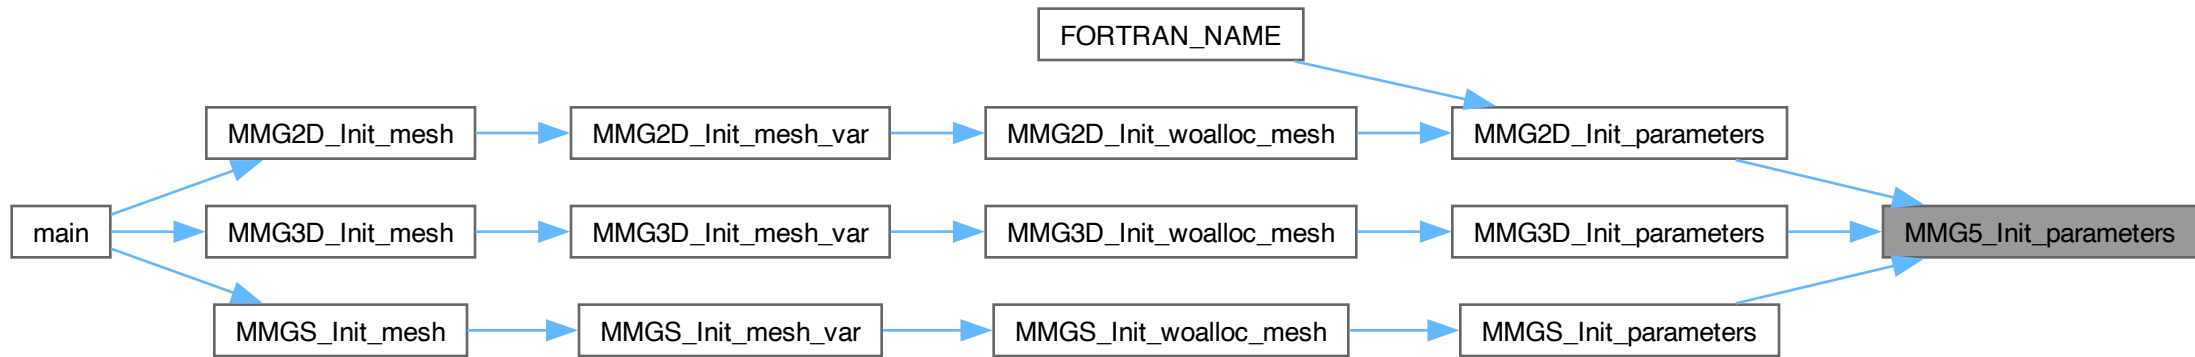 FORTRAN_NAME
MMG2D_Init_mesh
MMG2D_Init_mesh_var
MMG2D_Init_woalloc_mesh
MMG2D_Init_parameters
main
MMG3D_Init_mesh
MMG3D_Init_mesh_var
MMG3D_Init_woalloc_mesh
MMG3D_Init_parameters
MMG5_Init_parameters
MMGS_Init_mesh
MMGS_Init_mesh_var
MMGS_Init_woalloc_mesh
MMGS_Init_parameters